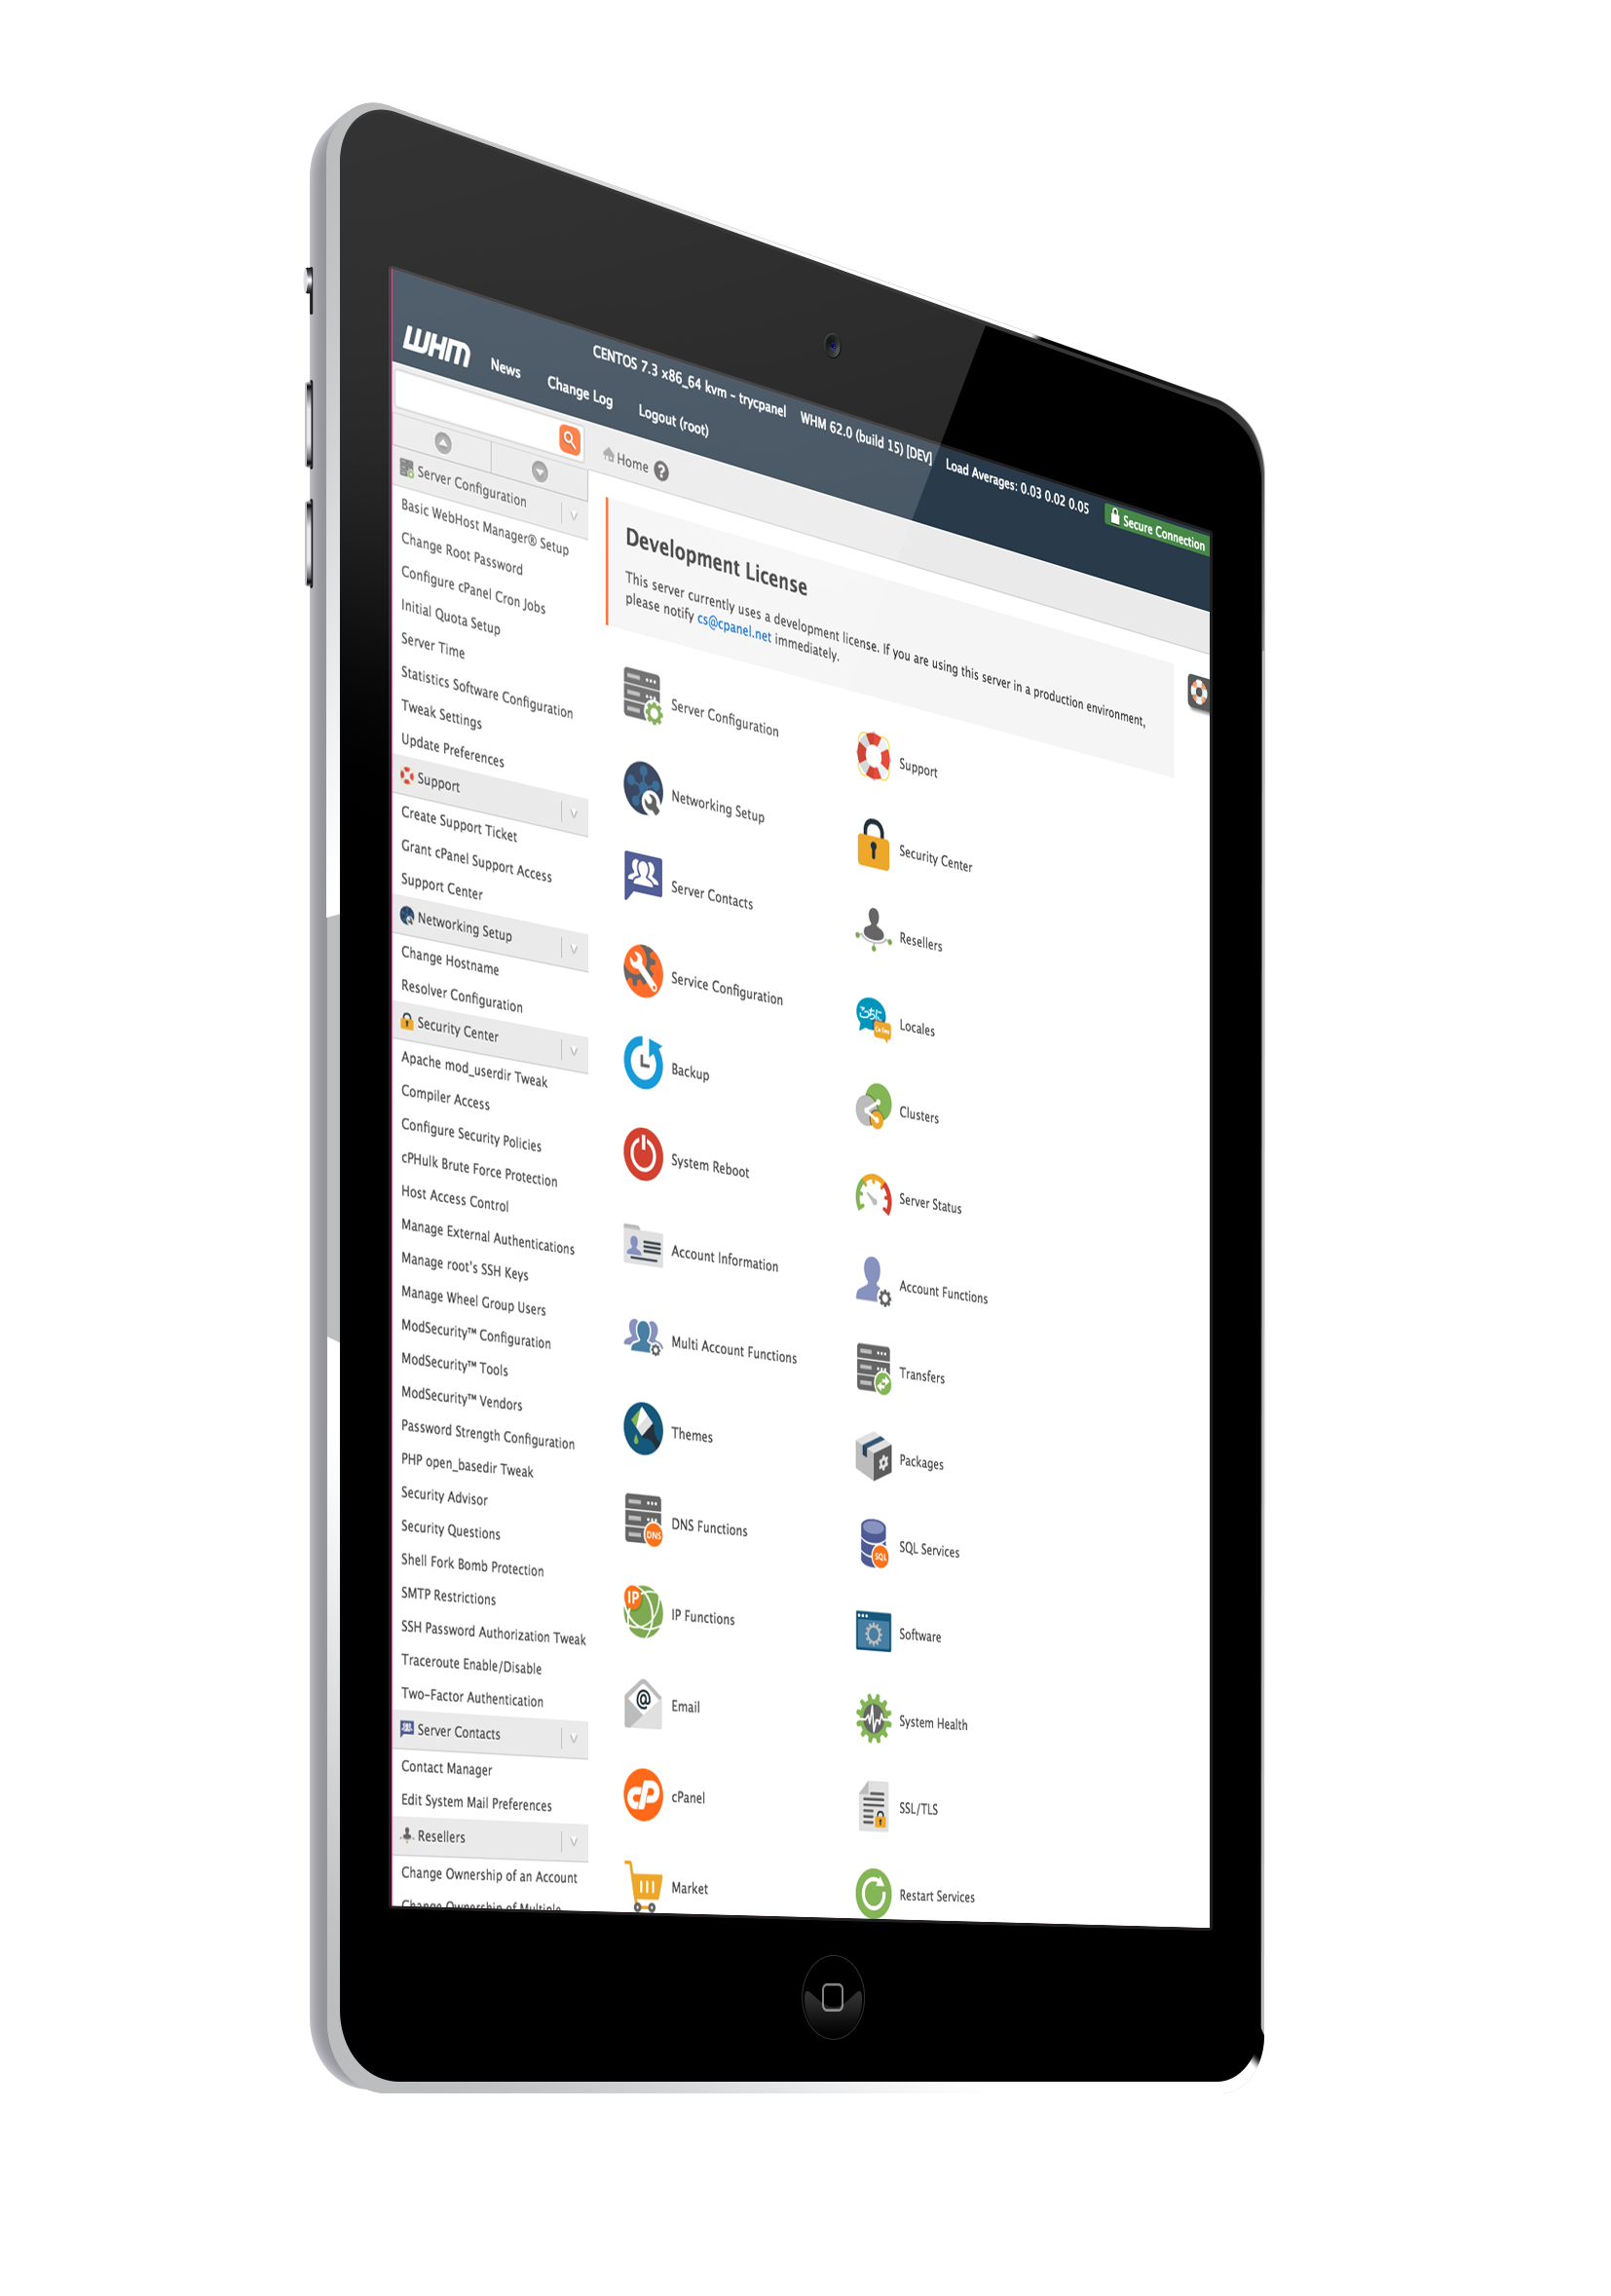 CENTOS 7.3 x86_64 kvm - trycpanel WHM 62.0 (build 15) [DEV] Load Averages: 0.03 0.02 0.05
Secure Connection
WHM News Change Log Logout (root)
Home ?
Server Configuration
Basic WebHost Manager® Setup
Change Root Password
Configure cPanel Cron Jobs
Initial Quota Setup
Server Time
Statistics Software Configuration
Tweak Settings
Update Preferences
Support
Create Support Ticket
Grant cPanel Support Access
Support Center
Networking Setup
Change Hostname
Resolver Configuration
Security Center
Apache mod_userdir Tweak
Compiler Access
Configure Security Policies
cPHulk Brute Force Protection
Host Access Control
Manage External Authentications
Manage root's SSH Keys
Manage Wheel Group Users
ModSecurity™ Configuration
ModSecurity™ Tools
ModSecurity™ Vendors
Password Strength Configuration
PHP open_basedir Tweak
Security Advisor
Security Questions
Shell Fork Bomb Protection
SMTP Restrictions
SSH Password Authorization Tweak
Traceroute Enable/Disable
Two-Factor Authentication
Server Contacts
Contact Manager
Edit System Mail Preferences
Resellers
Change Ownership of an Account
Change Ownership of Multiple
Development License
This server currently uses a development license. If you are using this server in a production environment,
please notify cs@cpanel.net immediately.
Server Configuration
Support
Networking Setup
Security Center
Server Contacts
Resellers
Service Configuration
こちに
Locales
Backup
Clusters
System Reboot
Server Status
Account Information
Account Functions
Multi Account Functions
Transfers
Themes
Packages
DNS
DNS Functions
SQL
SQL Services
IP
IP Functions
Software
@
Email
System Health
cP
cPanel
SSL/TLS
Market
Restart Services